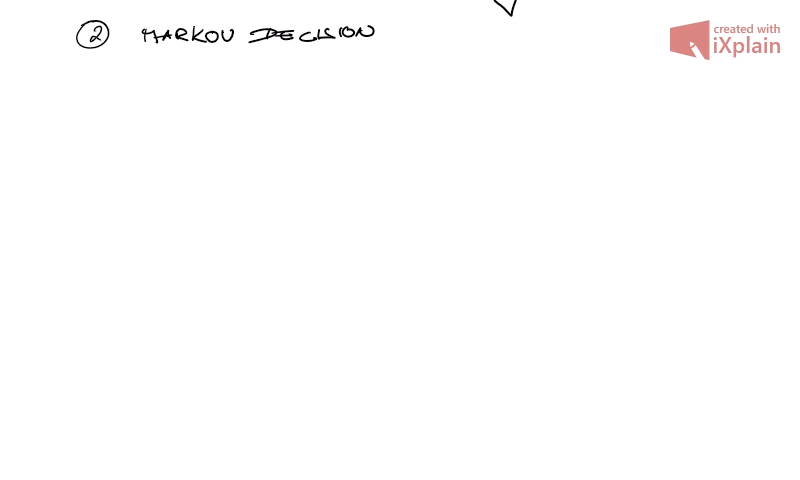 ② MARKOV DECISION
created with
iXplain